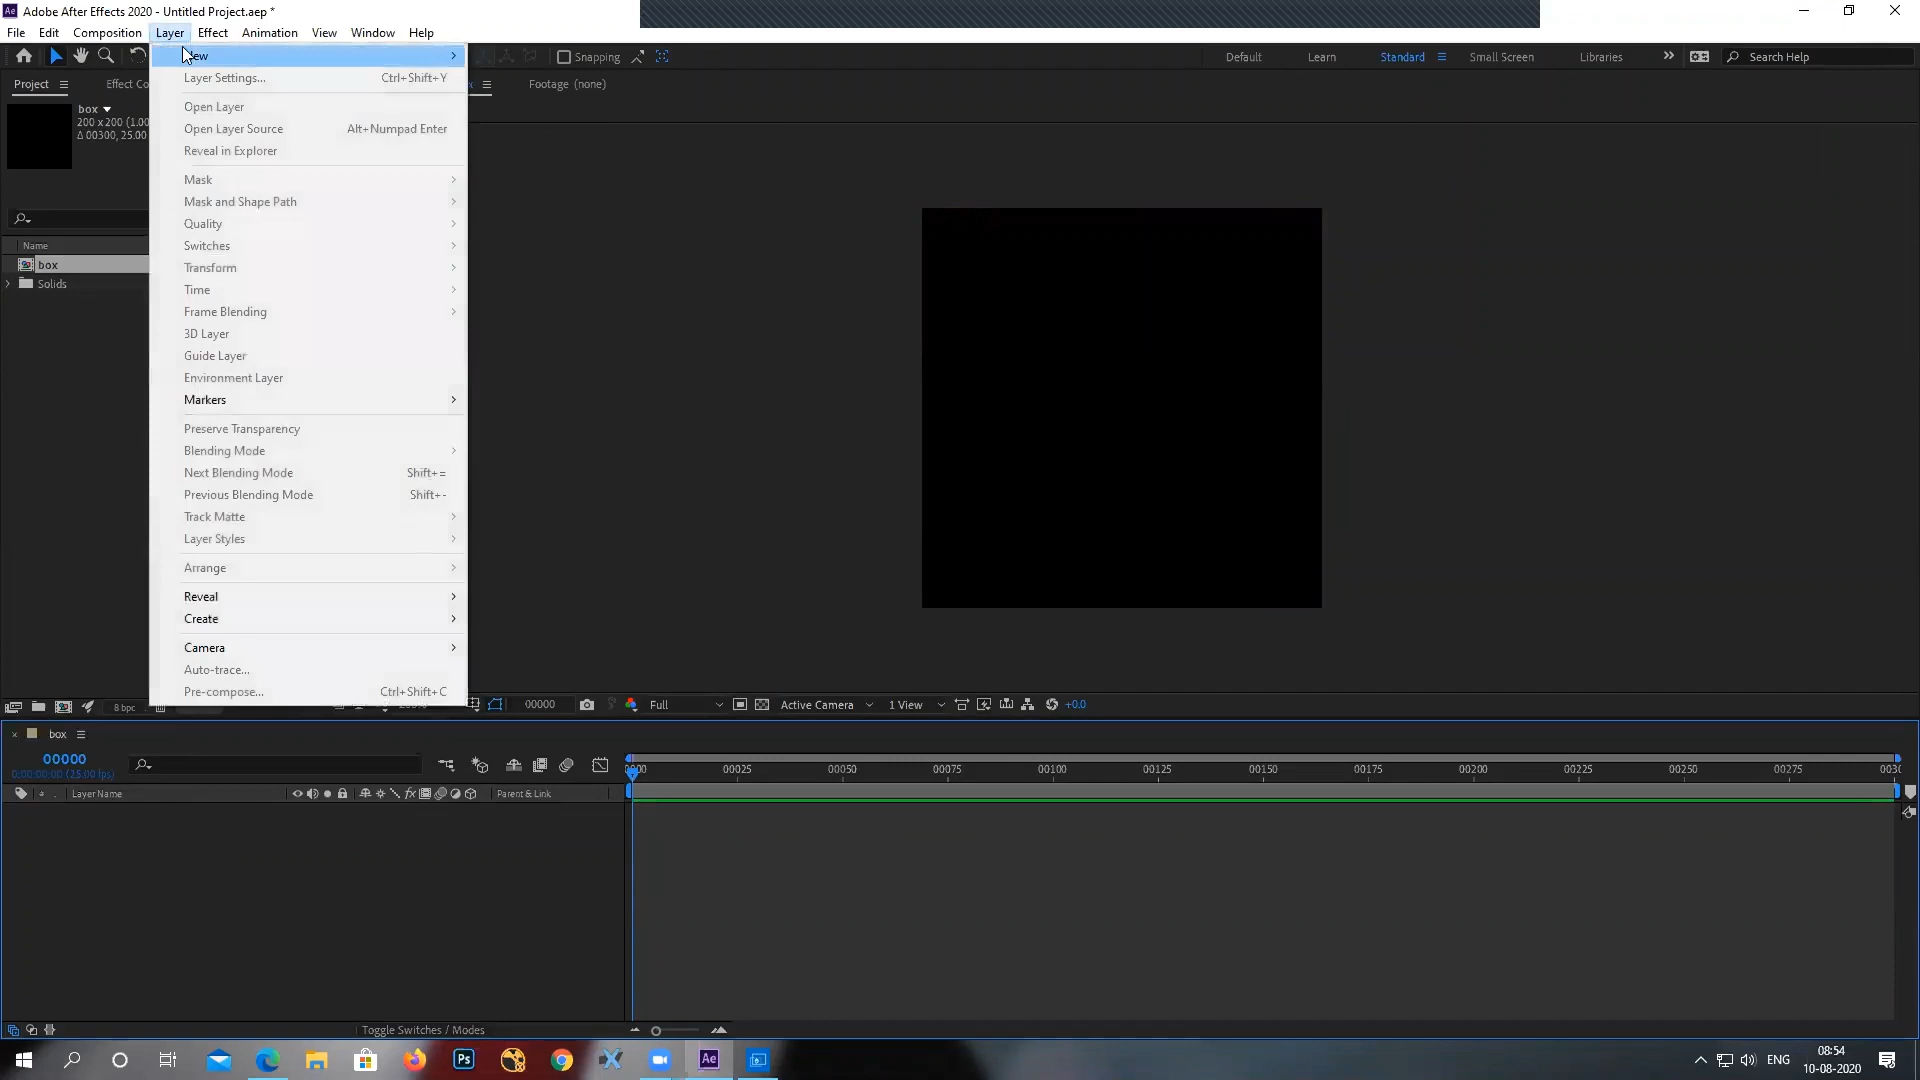 Ae Adobe After Effects 2020 - Untitled Project.aep *
File Edit Composition Layer Effect Animation View Window Help
Snapping
Default Learn Standard Small Screen Libraries » Search Help
Project Effect Co
Footage (none)
box
200 x 200 (1.00
Δ 00300, 25.00
Name
box
Solids
Layer Settings... Ctrl+Shift+Y
Open Layer
Open Layer Source Alt+Numpad Enter
Reveal in Explorer
Mask
Mask and Shape Path
Quality
Switches
Transform
Time
Frame Blending
3D Layer
Guide Layer
Environment Layer
Markers
Preserve Transparency
Blending Mode
Next Blending Mode Shift+=
Previous Blending Mode Shift+-
Track Matte
Layer Styles
Arrange
Reveal
Create
Camera
Auto-trace...
Pre-compose... Ctrl+Shift+C
8 bpc
00000 Full Active Camera 1 View +0.0
box
00000
0:00:00:00 (25.00 fps)
00025 00050 00075 00100 00125 00150 00175 00200 00225 00250 00275
# Layer Name fx Parent & Link
Toggle Switches / Modes
Ps Ae ENG
08:54
10-08-2020